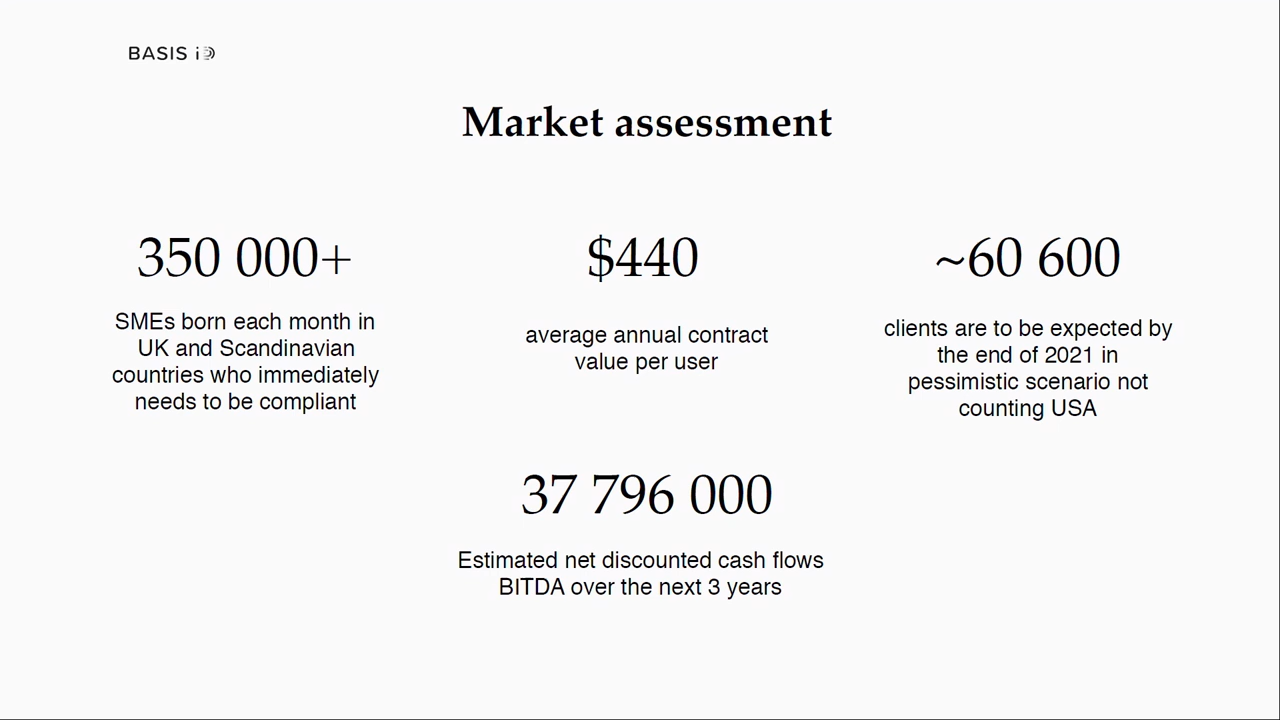 BASIS iD
Market assessment
350 000+
SMEs born each month in
UK and Scandinavian
countries who immediately
needs to be compliant
$440
average annual contract
value per user
~60 600
clients are to be expected by
the end of 2021 in
pessimistic scenario not
counting USA
37 796 000
Estimated net discounted cash flows
BITDA over the next 3 years